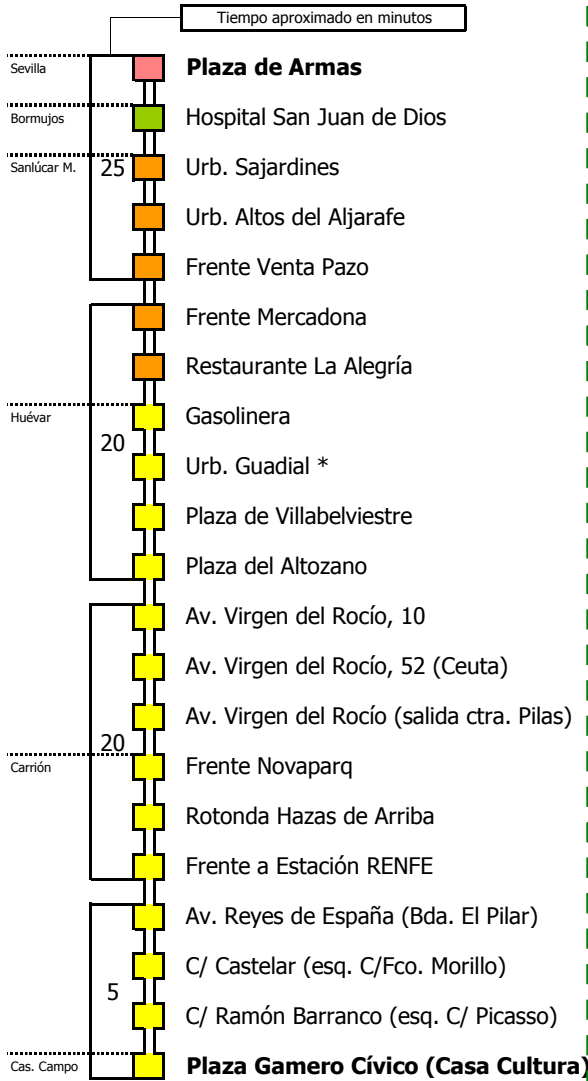 Tiempo aproximado en minutos
Sevilla
Plaza de Armas
Bormujos
Hospital San Juan de Dios
Sanlúcar M.
25
Urb. Sajardines
Urb. Altos del Aljarafe
Frente Venta Pazo
Frente Mercadona
Restaurante La Alegría
Huévar
Gasolinera
20
Urb. Guadial *
Plaza de Villabelviestre
Plaza del Altozano
Av. Virgen del Rocío, 10
Av. Virgen del Rocío, 52 (Ceuta)
Av. Virgen del Rocío (salida ctra. Pilas)
20
Carrión
Frente Novaparq
Rotonda Hazas de Arriba
Frente a Estación RENFE
Av. Reyes de España (Bda. El Pilar)
C/ Castelar (esq. C/Fco. Morillo)
5
C/ Ramón Barranco (esq. C/ Picasso)
Cas. Campo
Plaza Gamero Cívico (Casa Cultura)